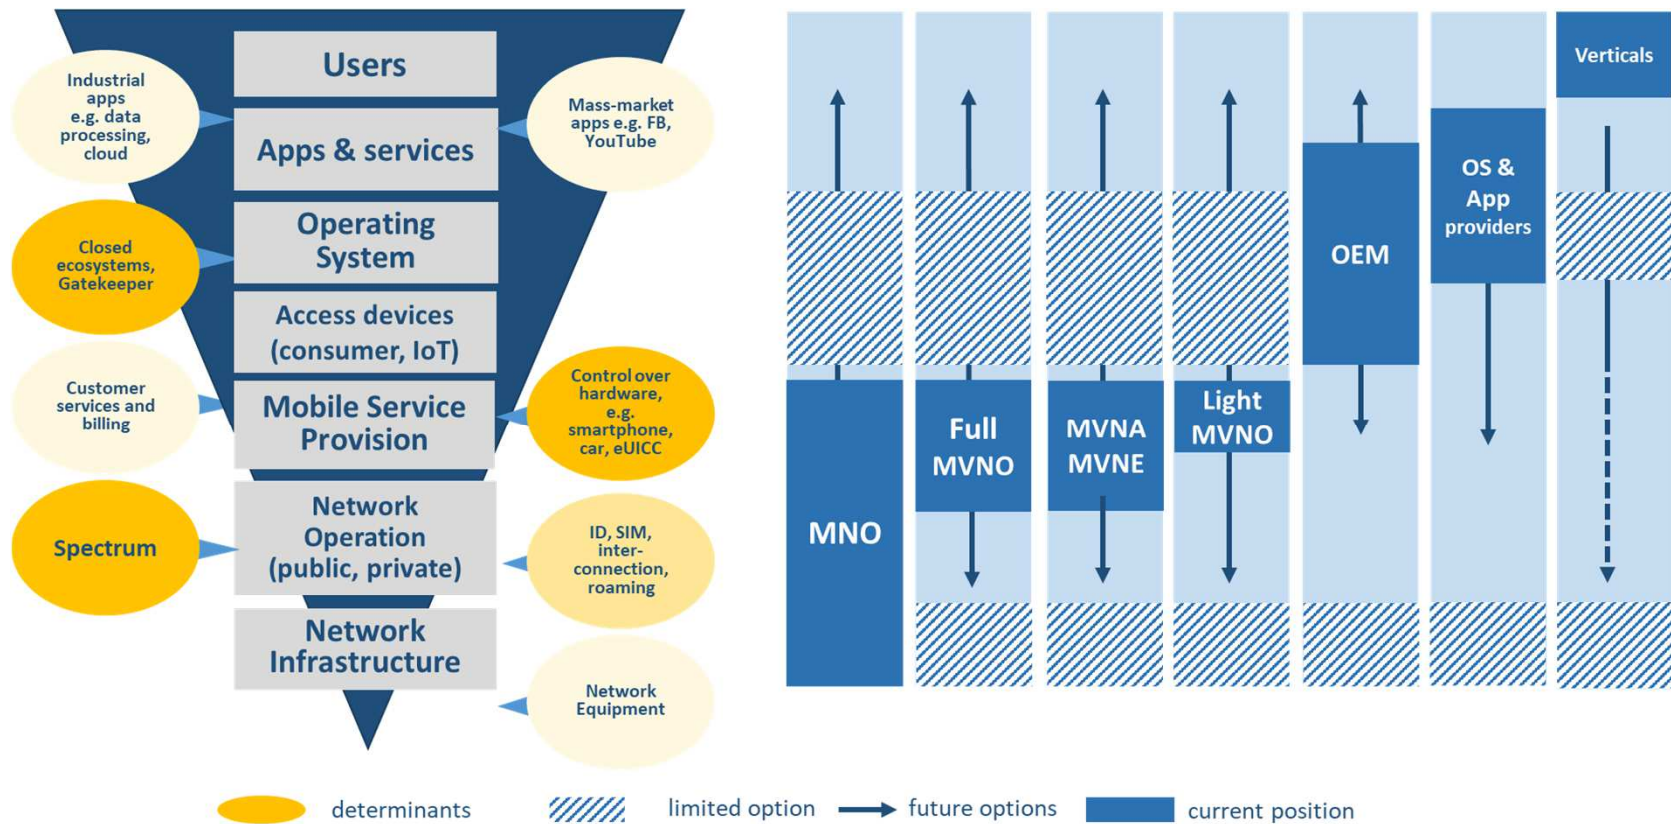 Users
Industrial
apps
e.g. data
processing,
cloud
Mass-market
apps e.g. FB,
YouTube
Apps & services
Closed
ecosystems,
Gatekeeper
Operating
System
Access devices
(consumer, IoT)
Customer
services and
billing
Mobile Service
Provision
Control over
hardware,
e.g.
smartphone,
car, eUICC
Spectrum
Network
Operation
(public, private)
ID, SIM,
inter-
connection,
roaming
Network
Infrastructure
Network
Equipment
MNO
Full
MVNO
MVNA
MVNE
Light
MVNO
OEM
OS &
App
providers
Verticals
determinants
limited option
future options
current position